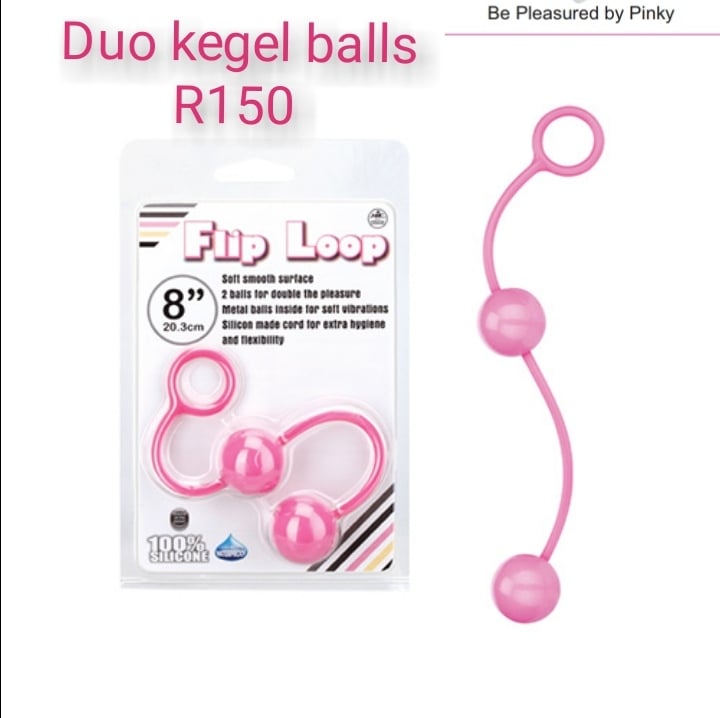 Be Pleasured by Pinky
Duo kegel balls
R150
Flip Loop
Soft smooth surface
2 balls for double the pleasure
Metal balls inside for soft vibrations
Silicon made cord for extra hygiene
and flexibility
8”
20.3cm
100%
SILICONE
WATERPROOF